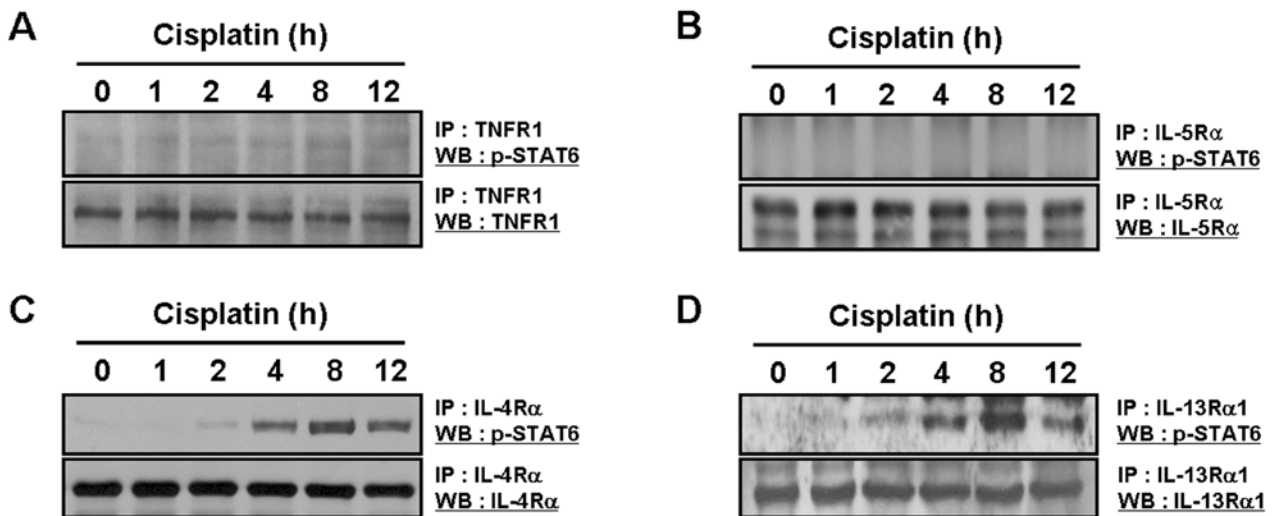 A
Cisplatin (h)
0 1 2 4 8 12
IP : TNFR1
WB : p-STAT6
IP : TNFR1
WB : TNFR1
B
Cisplatin (h)
0 1 2 4 8 12
IP : IL-5Rα
WB : p-STAT6
IP : IL-5Rα
WB : IL-5Rα
C
Cisplatin (h)
0 1 2 4 8 12
IP : IL-4Rα
WB : p-STAT6
IP : IL-4Rα
WB : IL-4Rα
D
Cisplatin (h)
0 1 2 4 8 12
IP : IL-13Rα1
WB : p-STAT6
IP : IL-13Rα1
WB : IL-13Rα1